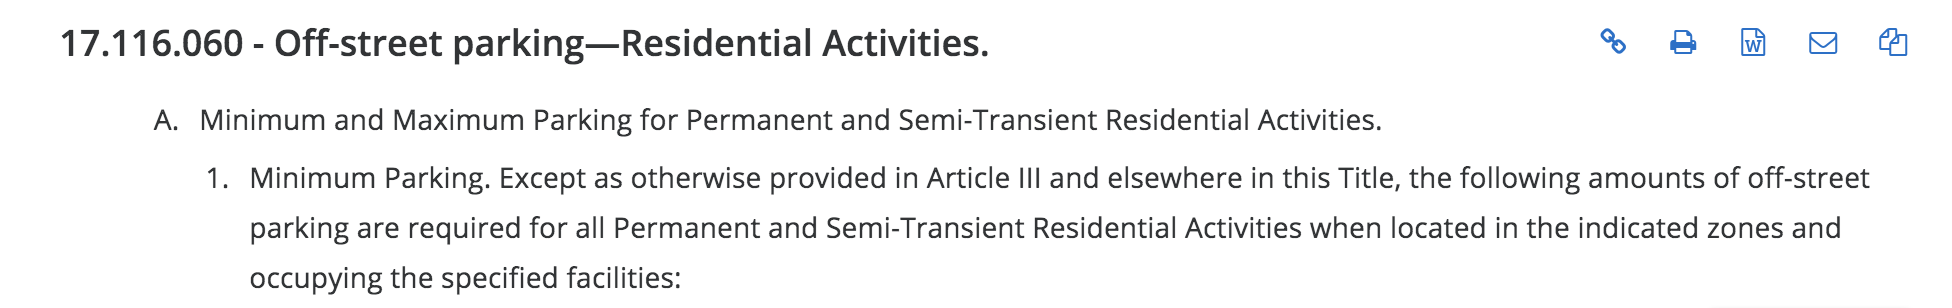 17.116.060 - Off-street parking—Residential Activities.
A. Minimum and Maximum Parking for Permanent and Semi-Transient Residential Activities.
1. Minimum Parking. Except as otherwise provided in Article III and elsewhere in this Title, the following amounts of off-street
parking are required for all Permanent and Semi-Transient Residential Activities when located in the indicated zones and
occupying the specified facilities: